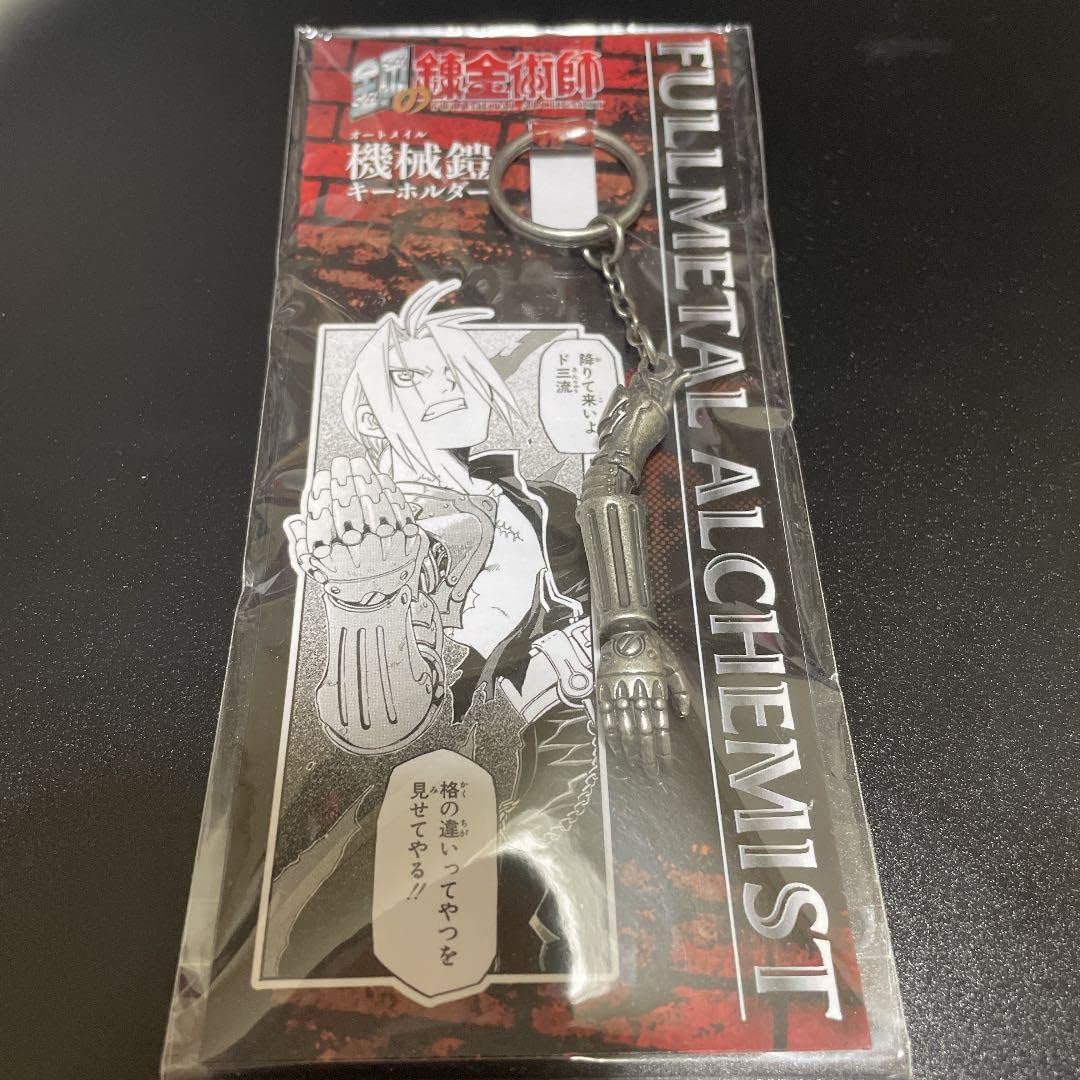 鋼の錬金術師
FULLMETAL ALCHEMIST
オートメイル
機械鎧
キーホルダー
FULLMETAL ALCHEMIST
降りて来いよ
ド三流
格の違いってやつを
見せてやる!!